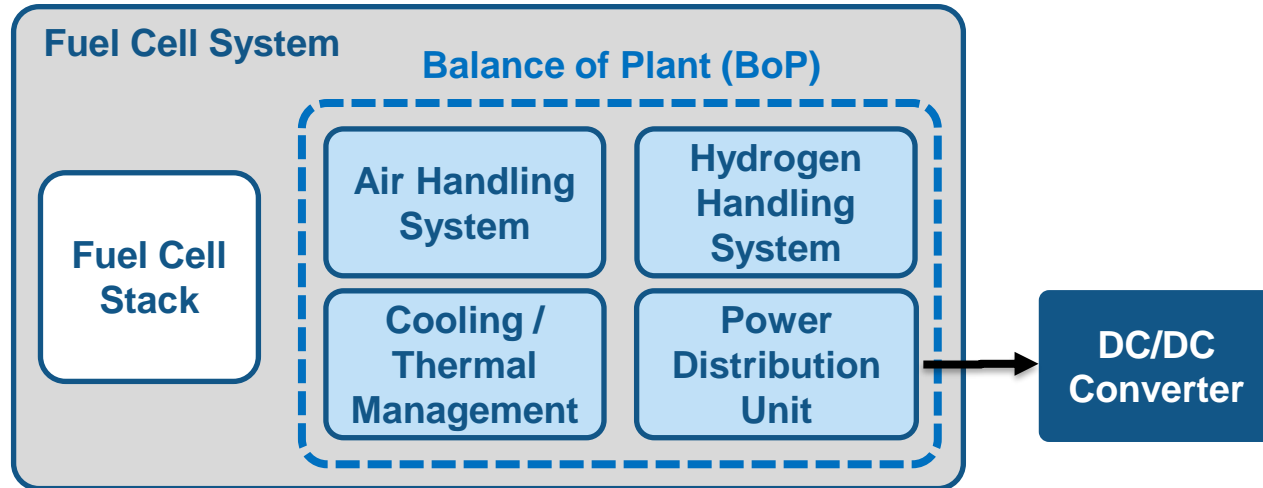 Fuel Cell System
Balance of Plant (BoP)
Air Handling
System
Hydrogen
Handling
System
Fuel Cell
Stack
Cooling /
Thermal
Management
Power
Distribution
Unit
DC/DC
Converter